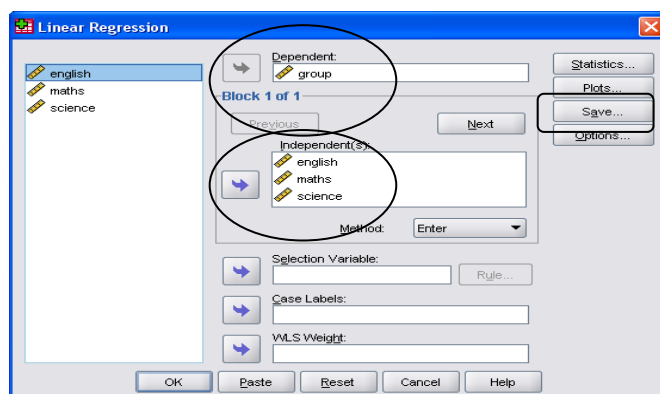 Linear Regression
english
maths
science
Dependent:
group
Block 1 of 1
Previous
Next
Independent(s):
english
maths
science
Method:
Enter
Selection Variable:
Rule...
Case Labels:
WLS Weight:
Statistics...
Plots...
Save...
Options...
OK
Paste
Reset
Cancel
Help